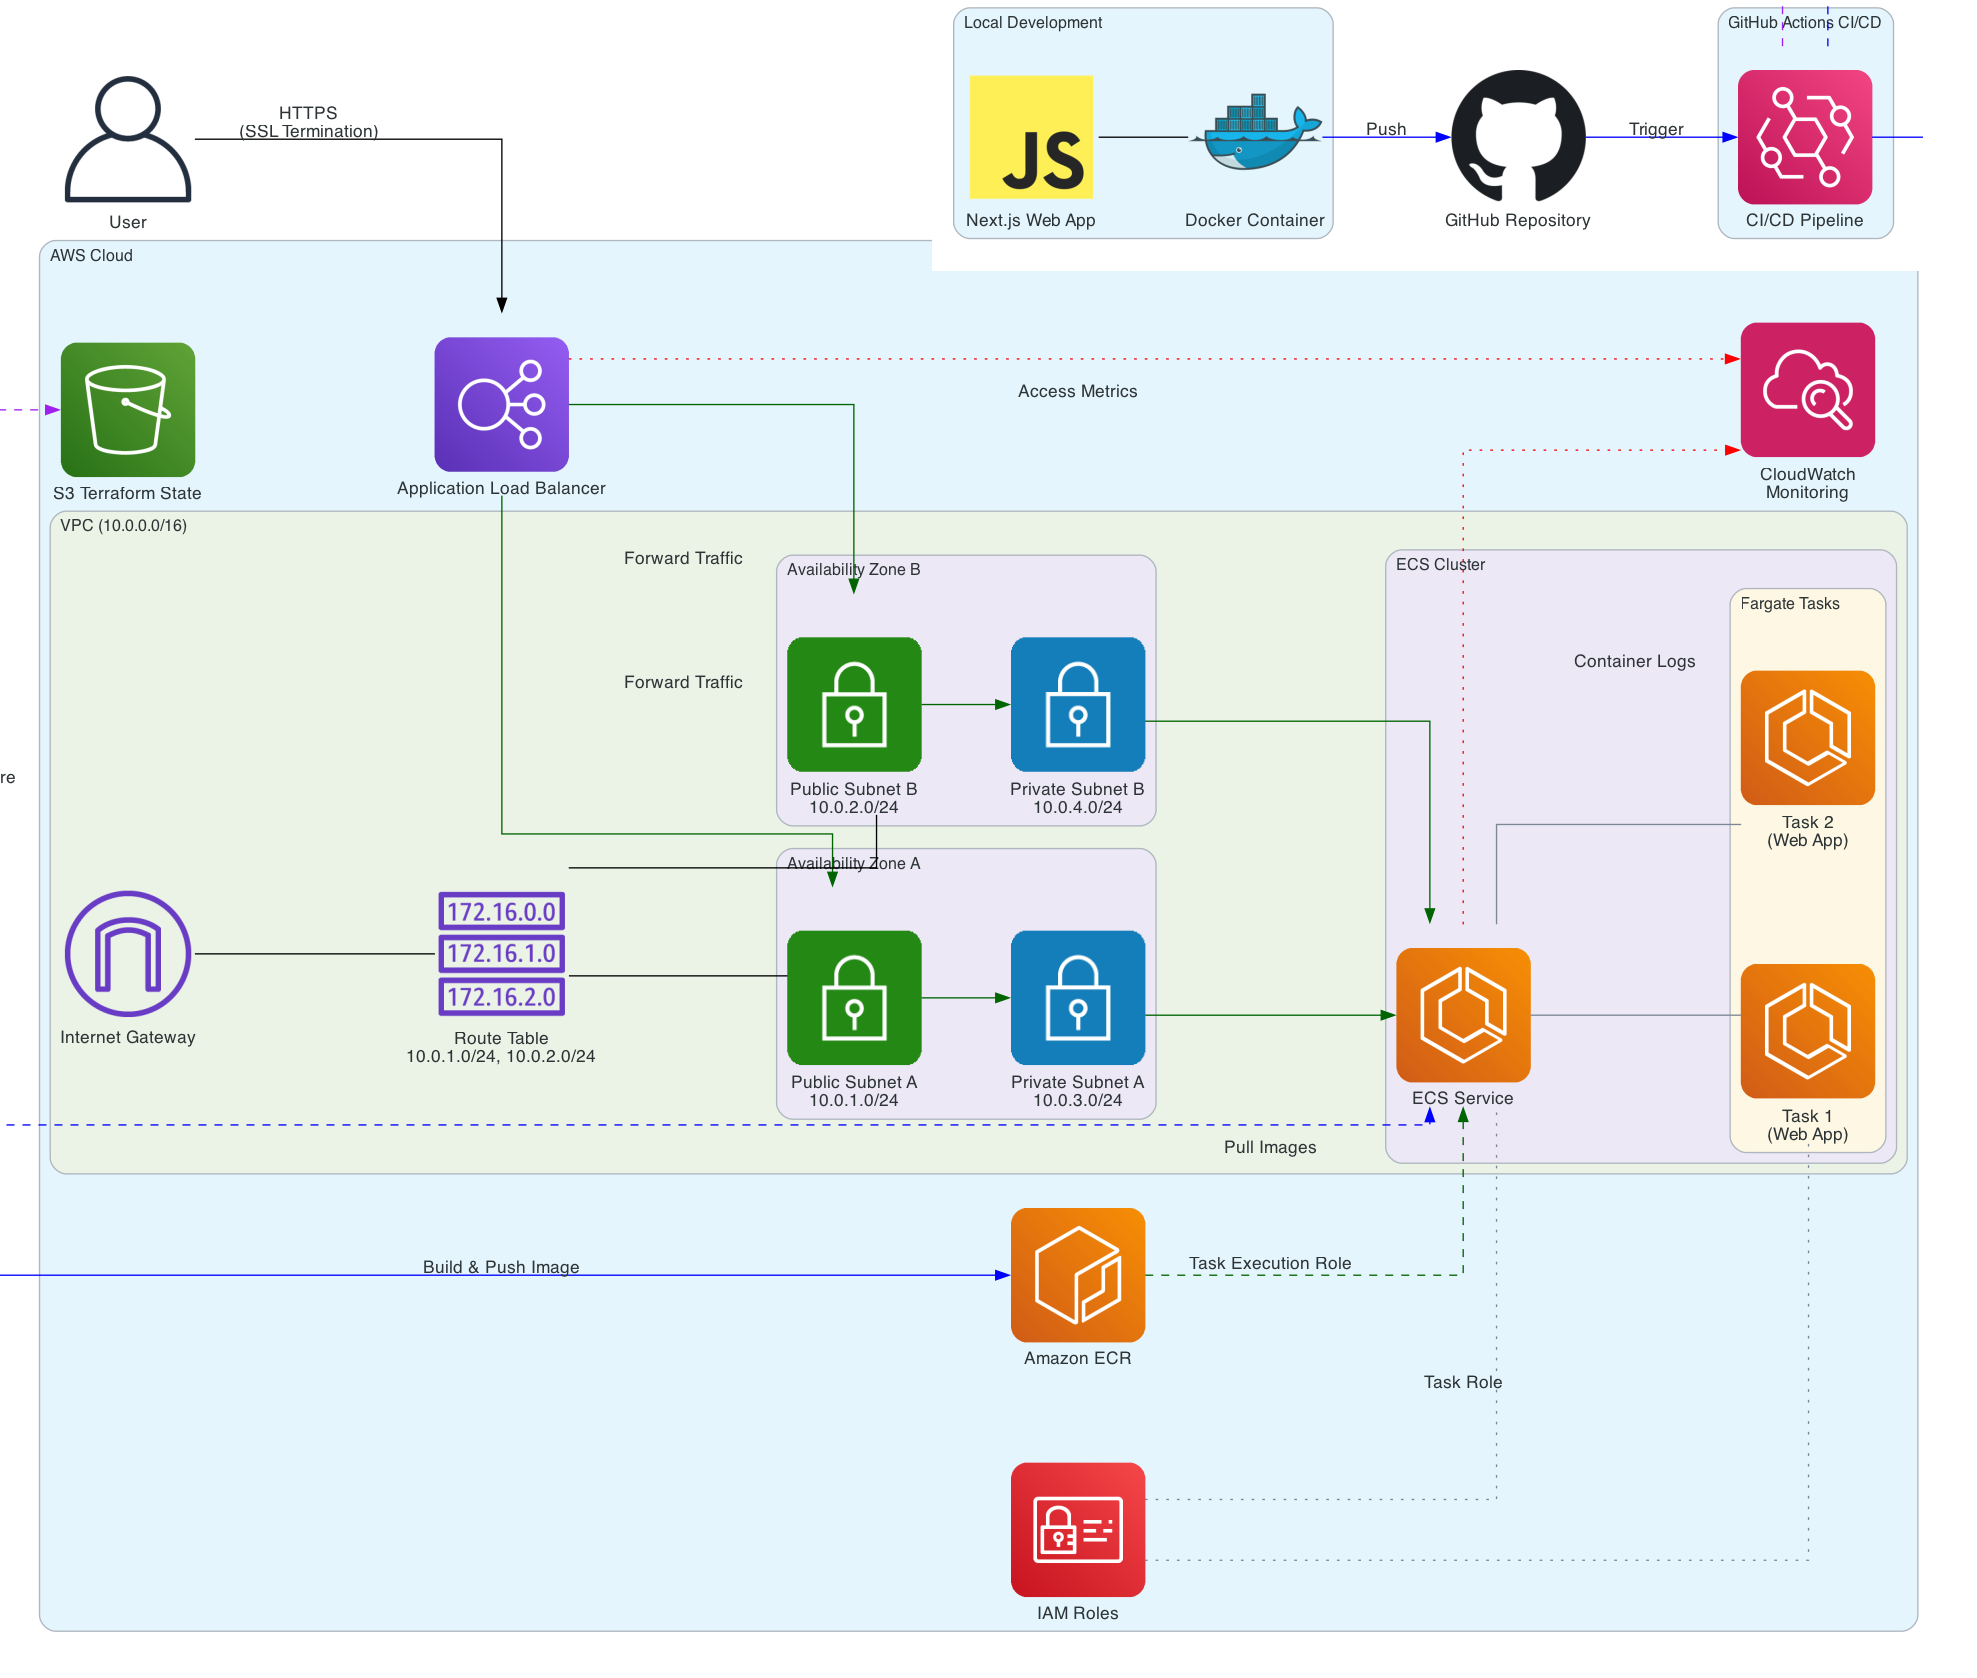 Local Development
GitHub Actions CI/CD
JS
HTTPS
(SSL Termination)
Push
Trigger
User
Next.js Web App
Docker Container
GitHub Repository
CI/CD Pipeline
AWS Cloud
Access Metrics
S3 Terraform State
Application Load Balancer
CloudWatch
Monitoring
VPC (10.0.0.0/16)
Forward Traffic
Availability Zone B
ECS Cluster
Fargate Tasks
Container Logs
Forward Traffic
re
Public Subnet B
10.0.2.0/24
Private Subnet B
10.0.4.0/24
Task 2
(Web App)
Availability Zone A
172.16.0.0
172.16.1.0
172.16.2.0
Internet Gateway
Route Table
10.0.1.0/24, 10.0.2.0/24
Public Subnet A
10.0.1.0/24
Private Subnet A
10.0.3.0/24
ECS Service
Task 1
(Web App)
Pull Images
Build & Push Image
Task Execution Role
Amazon ECR
Task Role
IAM Roles